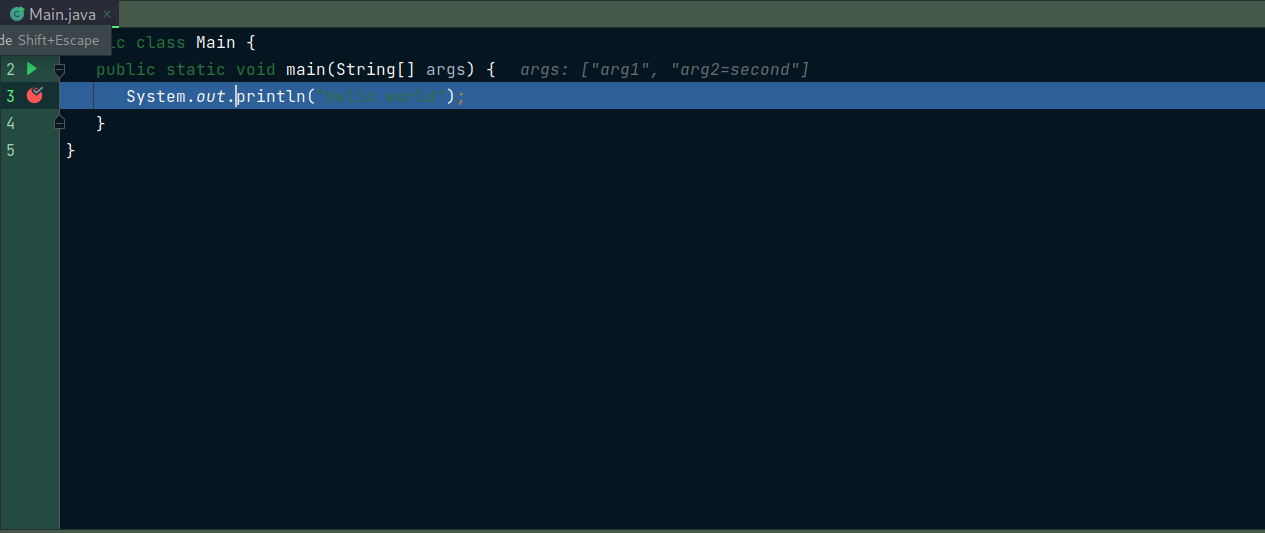 Main.java
de Shift+Escape
ic class Main {
2 public static void main(String[] args) { args: ["arg1", "arg2=second"]
3 System.out.println("Hello world");
4 }
5 }